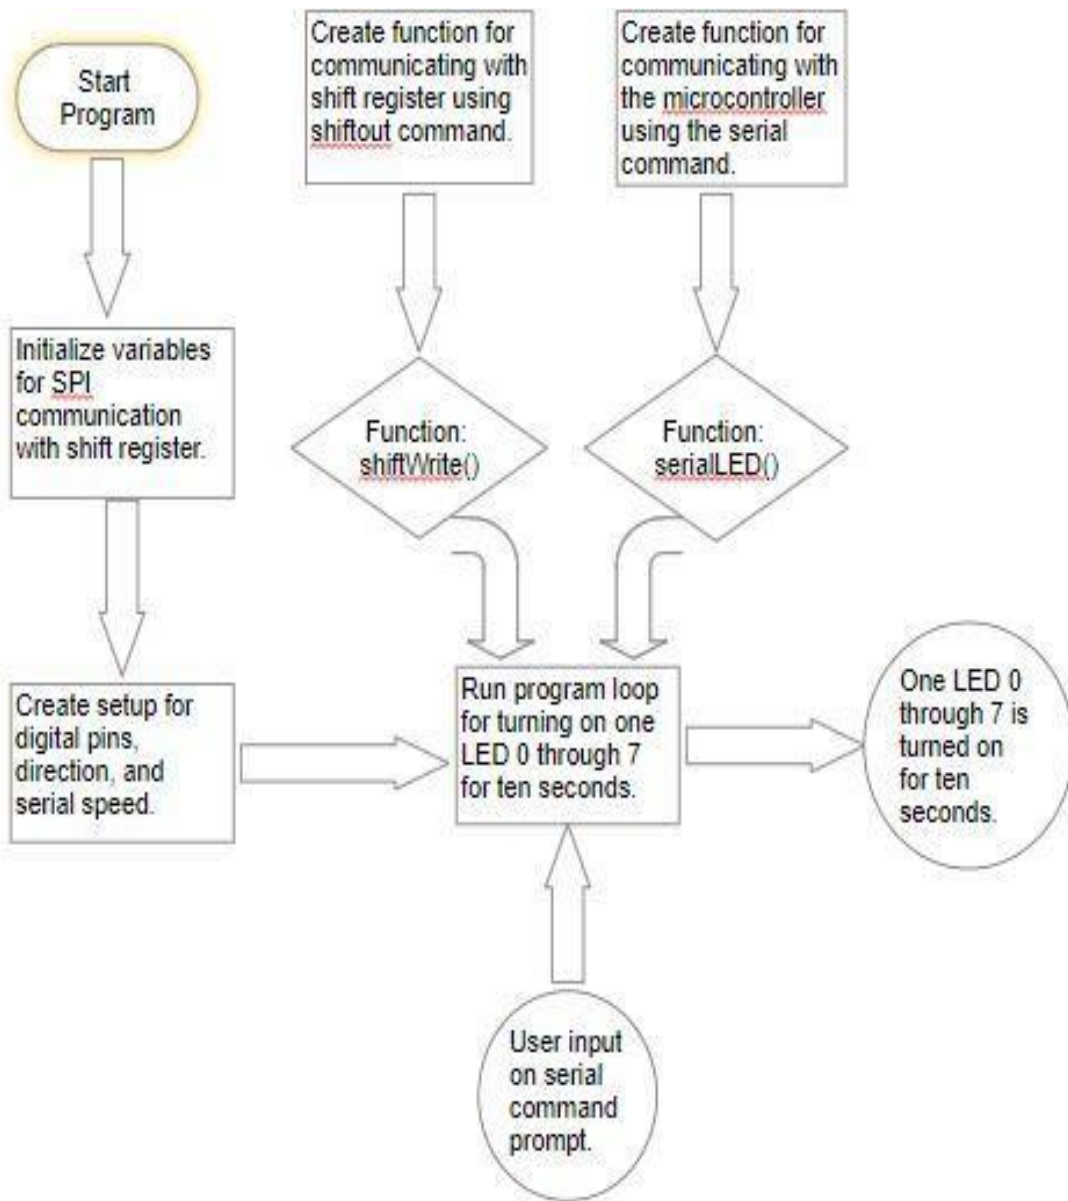 Start
Program
Create function for
communicating with
shift register using
shiftout command.
Create function for
communicating with
the microcontroller
using the serial
command.
Initialize variables
for SPI
communication
with shift register.
Function:
shiftWrite()
Function:
serialLED()
Create setup for
digital pins,
direction, and
serial speed.
Run program loop
for turning on one
LED 0 through 7
for ten seconds.
One LED 0
through 7 is
turned on
for ten
seconds.
User input
on serial
command
prompt.